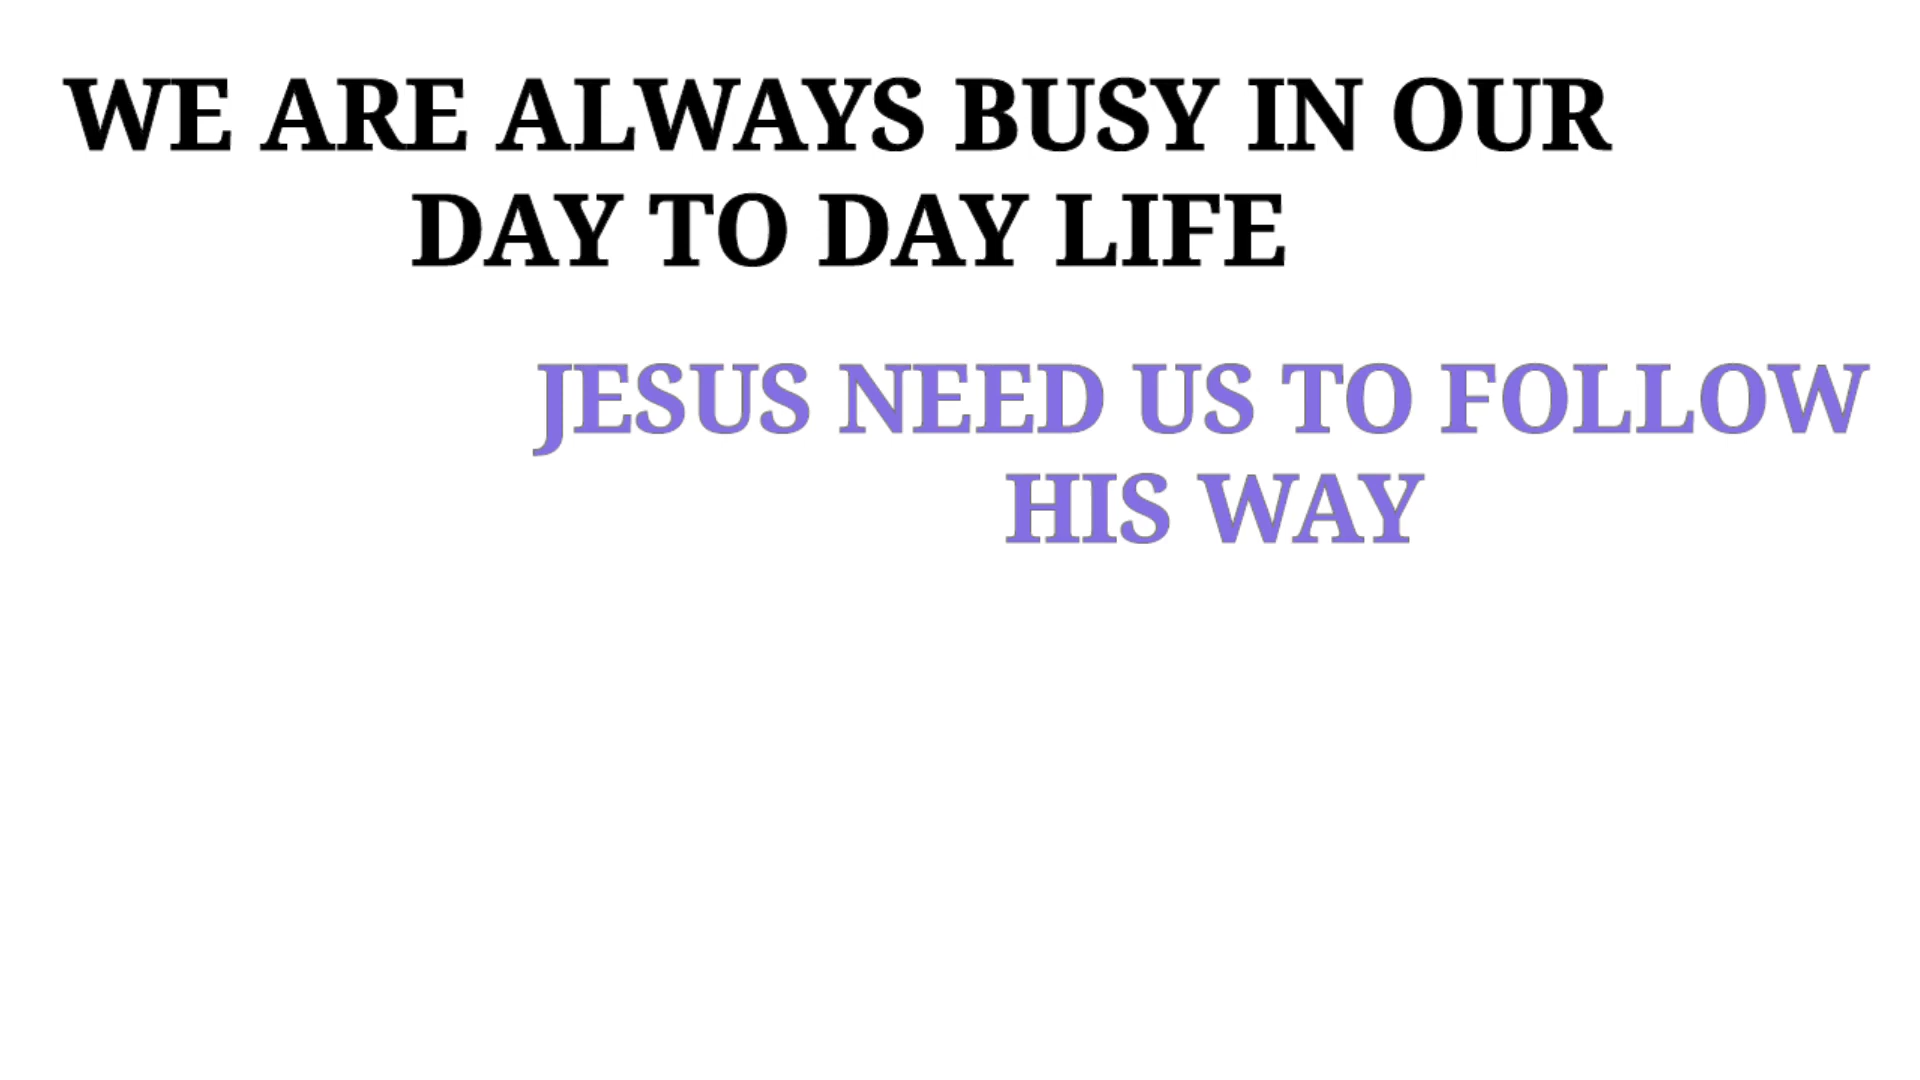 WE ARE ALWAYS BUSY IN OUR
DAY TO DAY LIFE
JESUS NEED US TO FOLLOW
HIS WAY